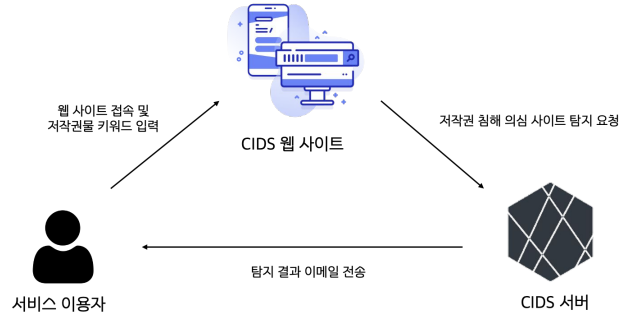 웹 사이트 접속 및
저작권물 키워드 입력
CIDS 웹 사이트
저작권 침해 의심 사이트 탐지 요청
탐지 결과 이메일 전송
서비스 이용자
CIDS 서버